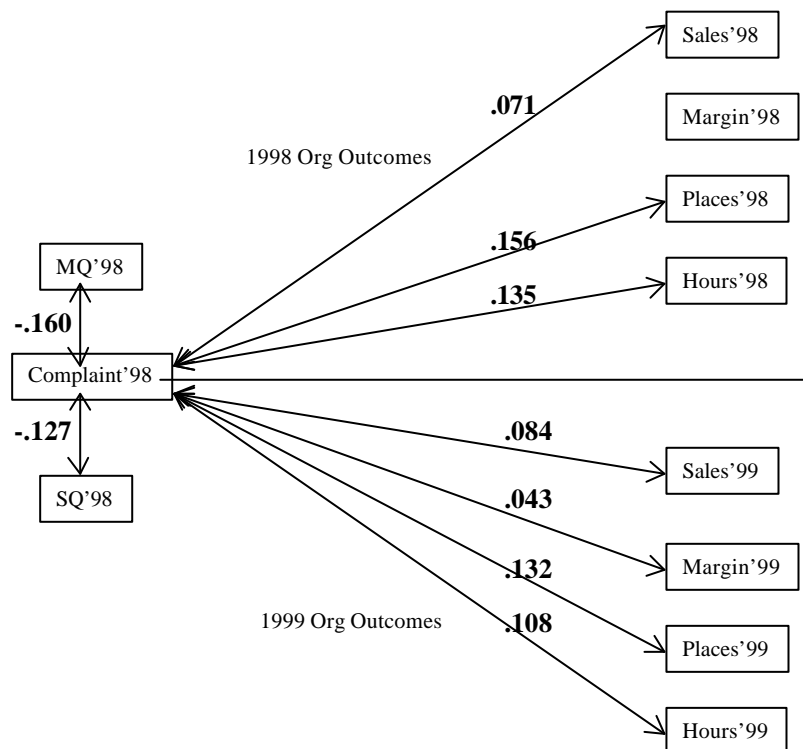 Sales’98
.071
Margin’98
1998 Org Outcomes
Places’98
.156
MQ’98
Hours’98
.135
-.160
Complaint’98
-.127
.084
Sales’99
SQ’98
.043
Margin’99
.132
1999 Org Outcomes
.108
Places’99
Hours’99